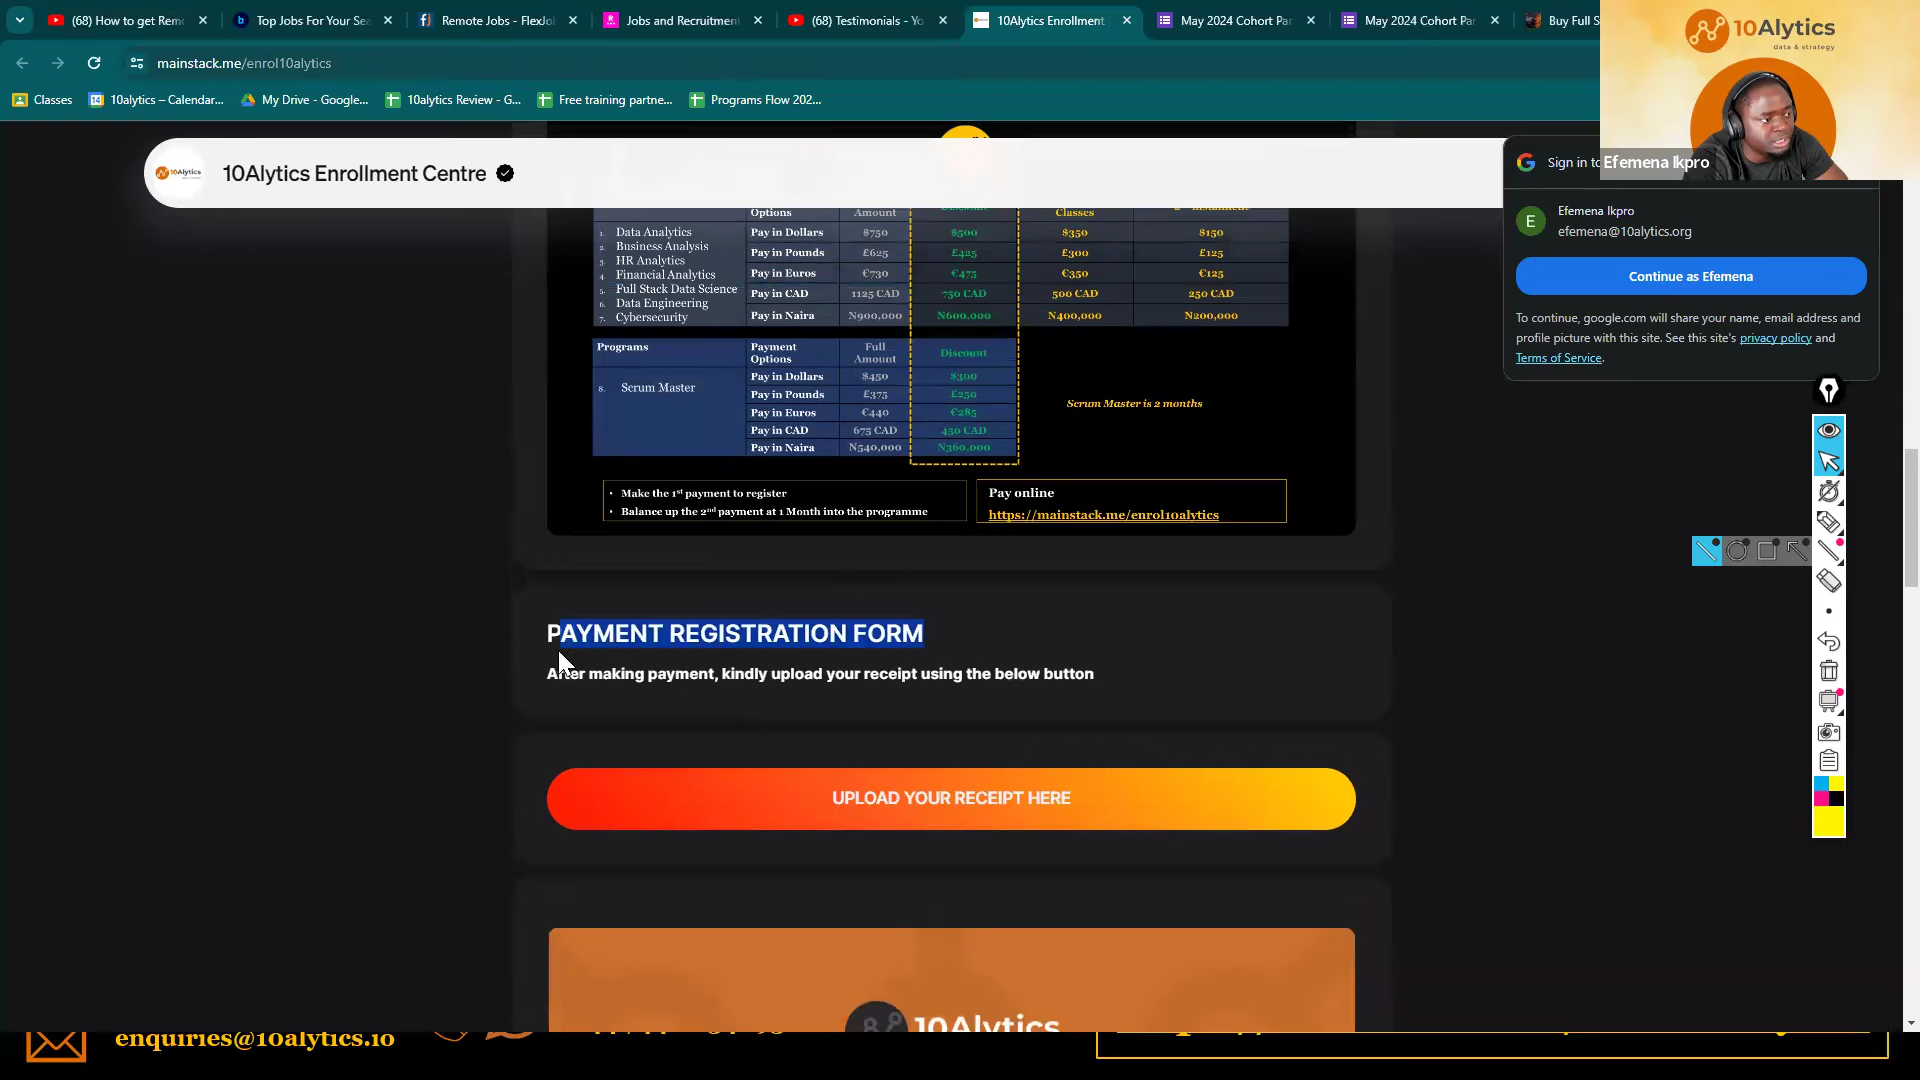 (68) How to get Rem
Top Jobs For Your Sea
Remote Jobs - FlexJo
Jobs and Recruitment
(68) Testimonials - Yo
10Alytics Enrollment
May 2024 Cohort Par
May 2024 Cohort Par
Buy Full S
mainstack.me/enrol10alytics
Classes
14
10alytics – Calendar...
My Drive - Google...
10alytics Review - G...
Free training partne...
Programs Flow 202...
10Alytics
data & strategy
Efemena Ikpro
10Alytics
10Alytics Enrollment Centre
Sign in to
E
Efemena Ikpro
efemena@10alytics.org
Continue as Efemena
To continue, google.com will share your name, email address and
profile picture with this site. See this site's privacy policy and
Terms of Service.
Options Amount Discount Classes
1. Data Analytics Pay in Dollars $750 $500 $350 $150
2. Business Analysis
3. HR Analytics Pay in Pounds £625 £425 £300 £125
4. Financial Analytics Pay in Euros €730 €475 €350 €125
5. Full Stack Data Science Pay in CAD 1125 CAD 750 CAD 500 CAD 250 CAD
6. Data Engineering
7. Cybersecurity Pay in Naira N900,000 N600,000 N400,000 N200,000
Programs Payment Options Full Amount Discount
Pay in Dollars $450 $300
8. Scrum Master Pay in Pounds £375 £250
Pay in Euros €440 €285
Pay in CAD 675 CAD 450 CAD
Pay in Naira N540,000 N360,000
Scrum Master is 2 months
• Make the 1st payment to register
• Balance up the 2nd payment at 1 Month into the programme
Pay online
https://mainstack.me/enrol10alytics
PAYMENT REGISTRATION FORM
After making payment, kindly upload your receipt using the below button
UPLOAD YOUR RECEIPT HERE
10Alytics
enquiries@10alytics.io